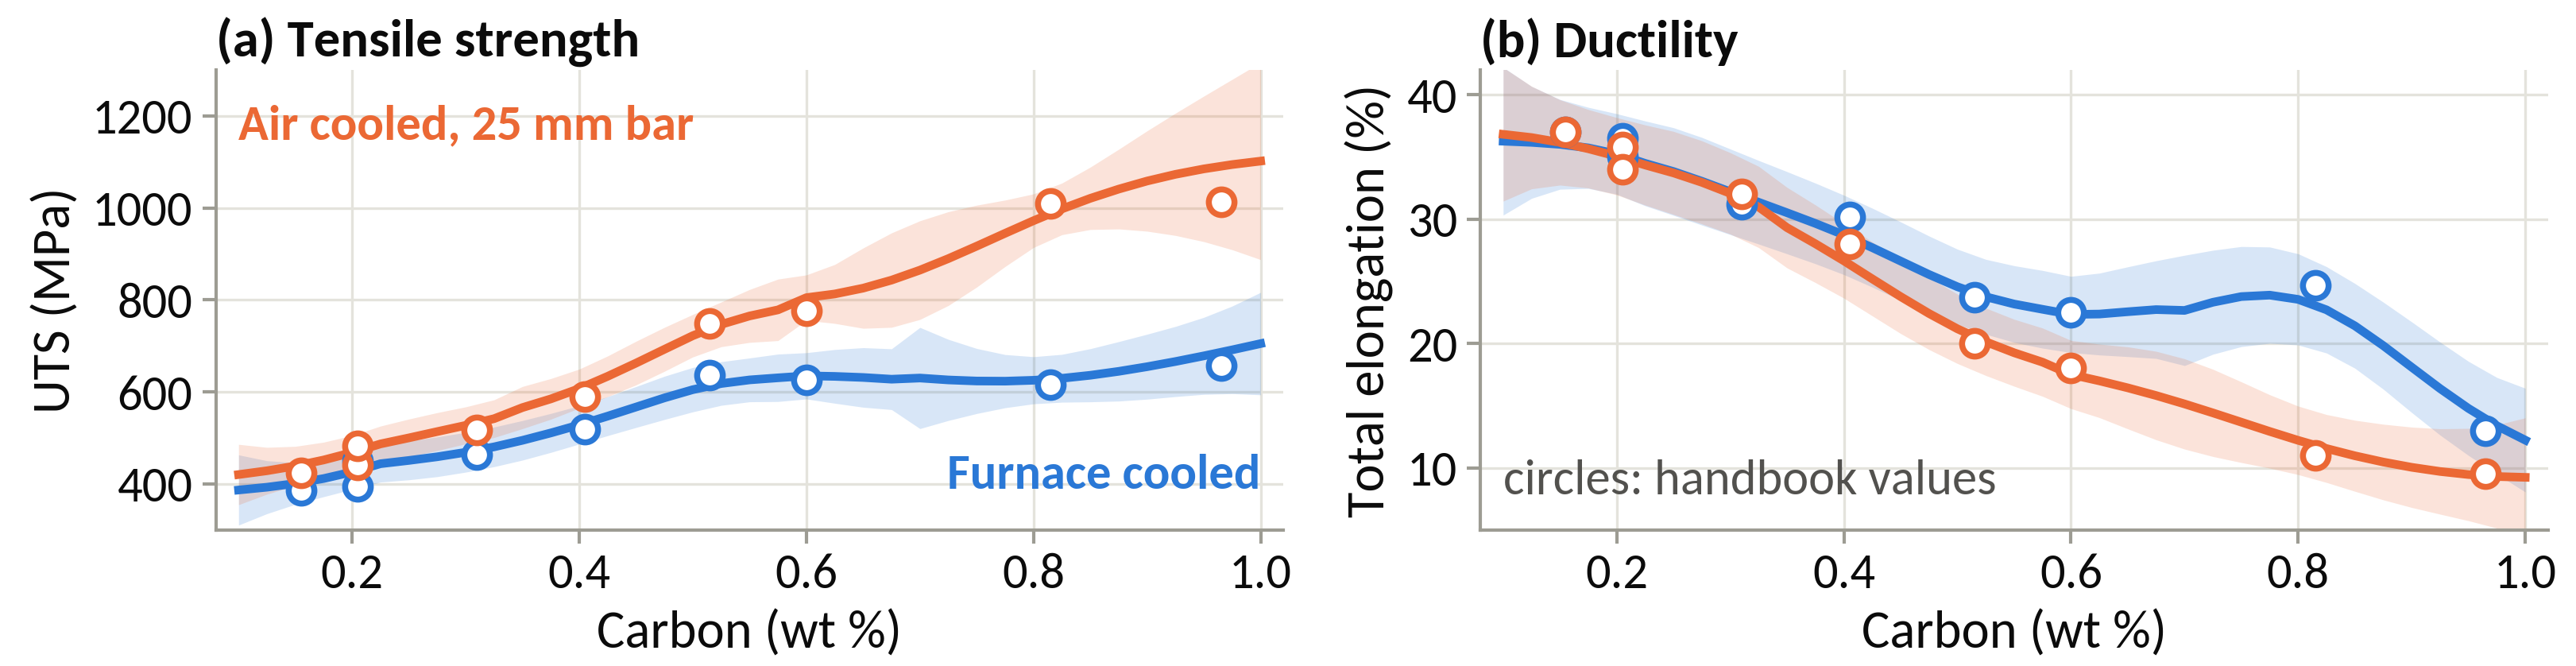 (a) Tensile strength
UTS (MPa)
1200
1000
800
600
400
Air cooled, 25 mm bar
Furnace cooled
0.2 0.4 0.6 0.8 1.0
Carbon (wt %)
(b) Ductility
Total elongation (%)
40
30
20
10
circles: handbook values
0.2 0.4 0.6 0.8 1.0
Carbon (wt %)